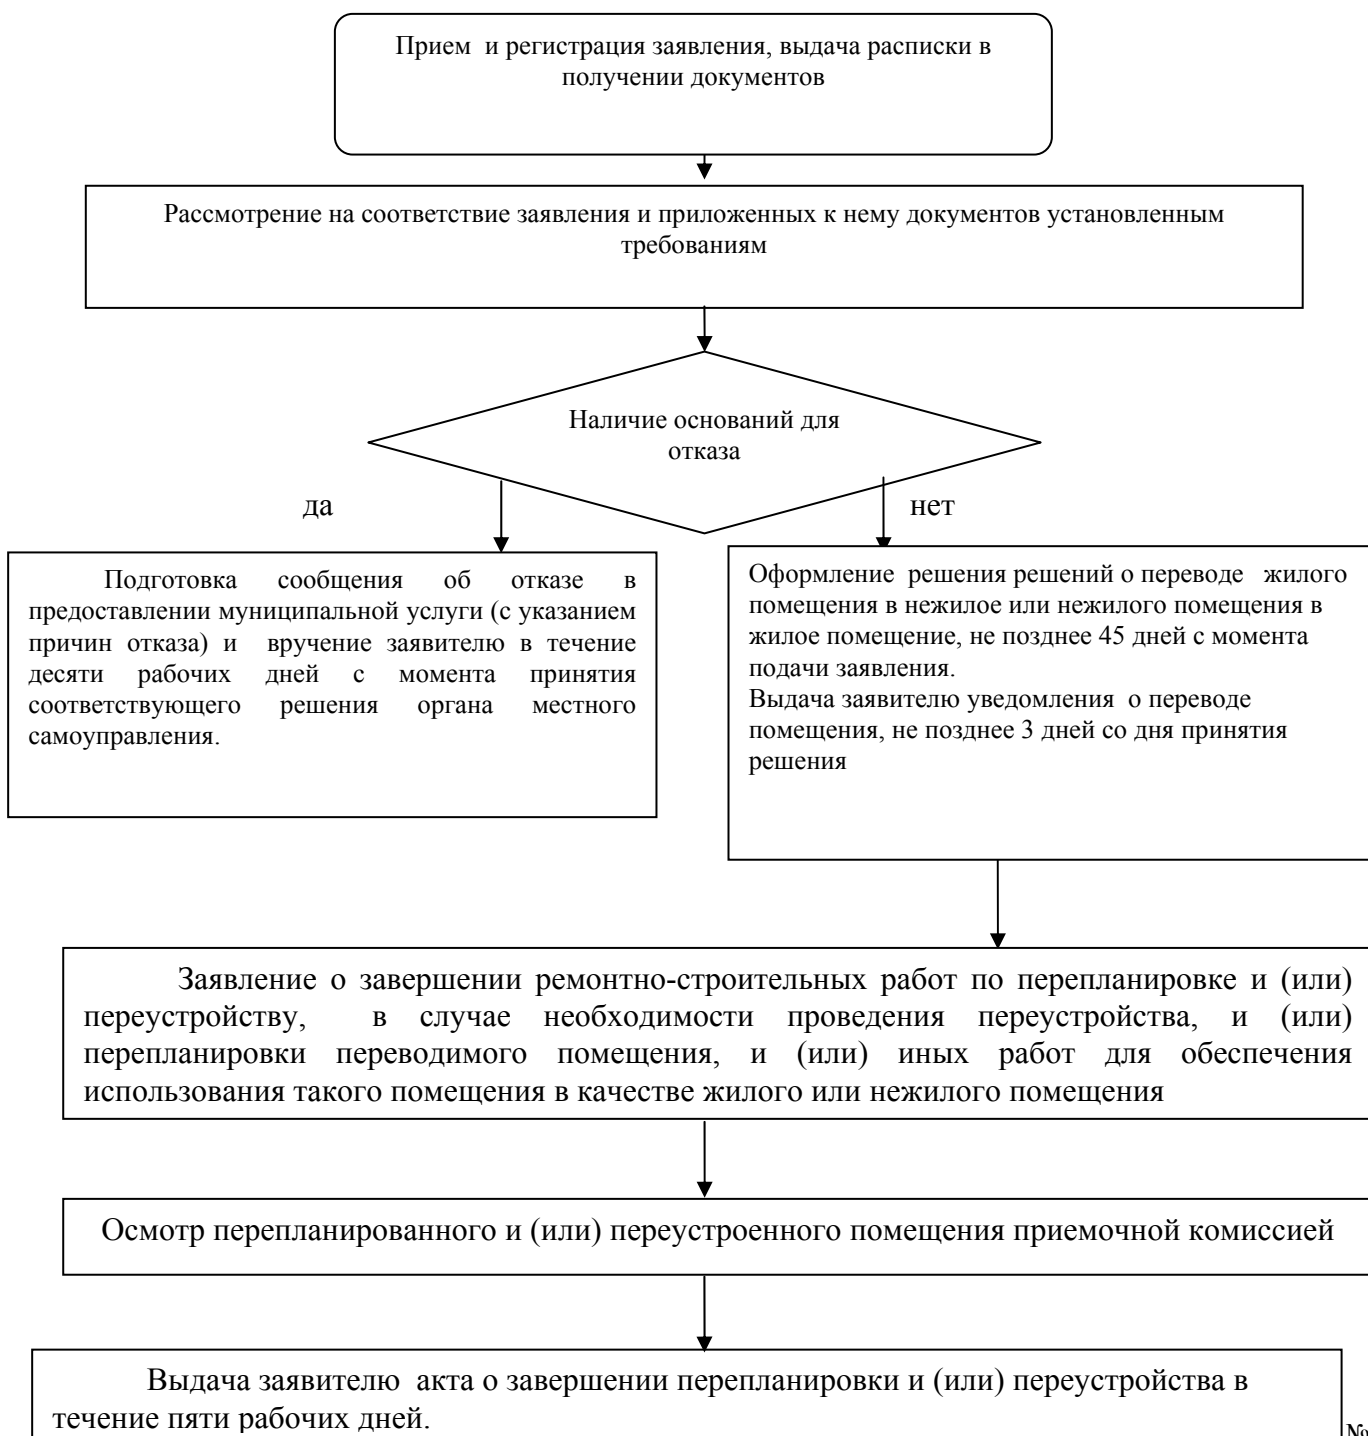 Прием и регистрация заявления, выдача расписки в
получении документов
Рассмотрение на соответствие заявления и приложенных к нему документов установленным
требованиям
Наличие оснований для
отказа
да
нет
Подготовка сообщения об отказе в
предоставлении муниципальной услуги (с указанием
причин отказа) и вручение заявителю в течение
десяти рабочих дней с момента принятия
соответствующего решения органа местного
самоуправления.
Оформление решения решений о переводе жилого
помещения в нежилое или нежилого помещения в
жилое помещение, не позднее 45 дней с момента
подачи заявления.
Выдача заявителю уведомления о переводе
помещения, не позднее 3 дней со дня принятия
решения
Заявление о завершении ремонтно-строительных работ по перепланировке и (или)
переустройству, в случае необходимости проведения переустройства, и (или)
перепланировки переводимого помещения, и (или) иных работ для обеспечения
использования такого помещения в качестве жилого или нежилого помещения
Осмотр перепланированного и (или) переустроенного помещения приемочной комиссией
Выдача заявителю акта о завершении перепланировки и (или) переустройства в
течение пяти рабочих дней.
№